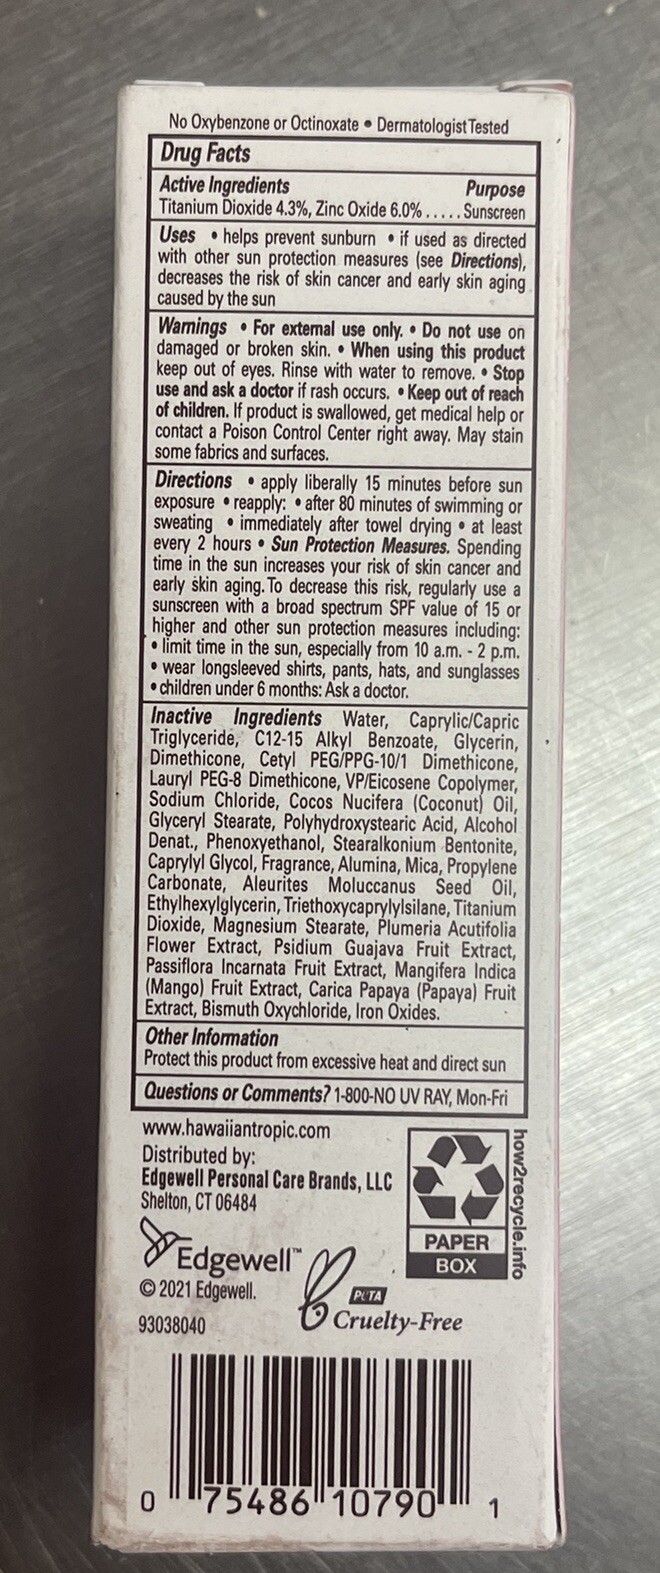 No Oxybenzone or Octinoxate • Dermatologist Tested
Drug Facts
Active Ingredients Purpose
Titanium Dioxide 4.3%, Zinc Oxide 6.0% ..... Sunscreen
Uses • helps prevent sunburn • if used as directed
with other sun protection measures (see Directions),
decreases the risk of skin cancer and early skin aging
caused by the sun
Warnings • For external use only. • Do not use on
damaged or broken skin. • When using this product
keep out of eyes. Rinse with water to remove. • Stop
use and ask a doctor if rash occurs. • Keep out of reach
of children. If product is swallowed, get medical help or
contact a Poison Control Center right away. May stain
some fabrics and surfaces.
Directions • apply liberally 15 minutes before sun
exposure • reapply: • after 80 minutes of swimming or
sweating • immediately after towel drying • at least
every 2 hours • Sun Protection Measures. Spending
time in the sun increases your risk of skin cancer and
early skin aging. To decrease this risk, regularly use a
sunscreen with a broad spectrum SPF value of 15 or
higher and other sun protection measures including:
• limit time in the sun, especially from 10 a.m. - 2 p.m.
• wear longsleeved shirts, pants, hats, and sunglasses
• children under 6 months: Ask a doctor.
Inactive Ingredients Water, Caprylic/Capric
Triglyceride, C12-15 Alkyl Benzoate, Glycerin,
Dimethicone, Cetyl PEG/PPG-10/1 Dimethicone,
Lauryl PEG-8 Dimethicone, VP/Eicosene Copolymer,
Sodium Chloride, Cocos Nucifera (Coconut) Oil,
Glyceryl Stearate, Polyhydroxystearic Acid, Alcohol
Denat., Phenoxyethanol, Stearalkonium Bentonite,
Caprylyl Glycol, Fragrance, Alumina, Mica, Propylene
Carbonate, Aleurites Moluccanus Seed Oil,
Ethylhexylglycerin, Triethoxycaprylylsilane, Titanium
Dioxide, Magnesium Stearate, Plumeria Acutifolia
Flower Extract, Psidium Guajava Fruit Extract,
Passiflora Incarnata Fruit Extract, Mangifera Indica
(Mango) Fruit Extract, Carica Papaya (Papaya) Fruit
Extract, Bismuth Oxychloride, Iron Oxides.
Other Information
Protect this product from excessive heat and direct sun
Questions or Comments? 1-800-NO UV RAY, Mon-Fri
www.hawaiiantropic.com
Distributed by:
Edgewell Personal Care Brands, LLC
Shelton, CT 06484
Edgewell™
© 2021 Edgewell.
93038040
PAPER
BOX
how2recycle.info
PETA
Cruelty-Free
0 75486 10790 1